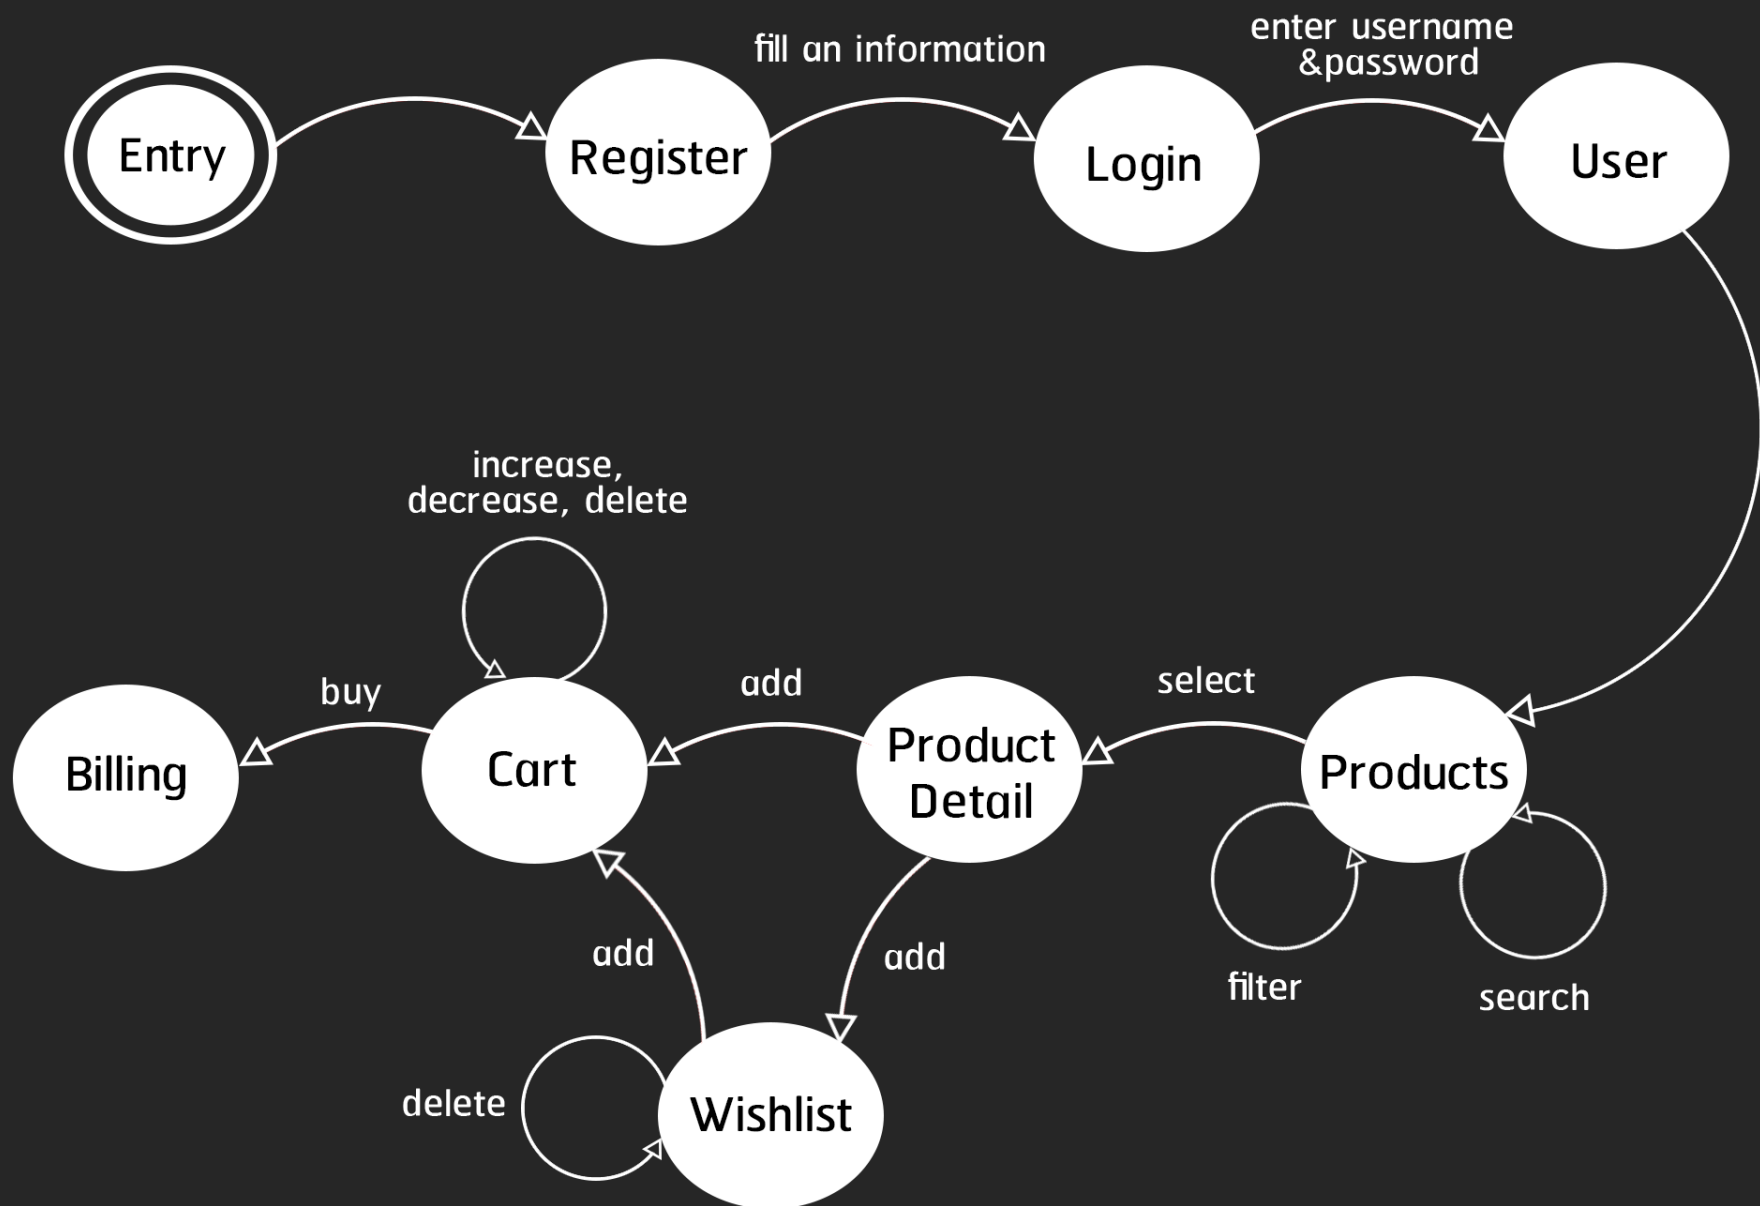 fill an information
enter username
&password
Entry
Register
Login
User
increase,
decrease, delete
buy
add
select
Billing
Cart
Product
Detail
Products
add
add
filter
search
delete
Wishlist